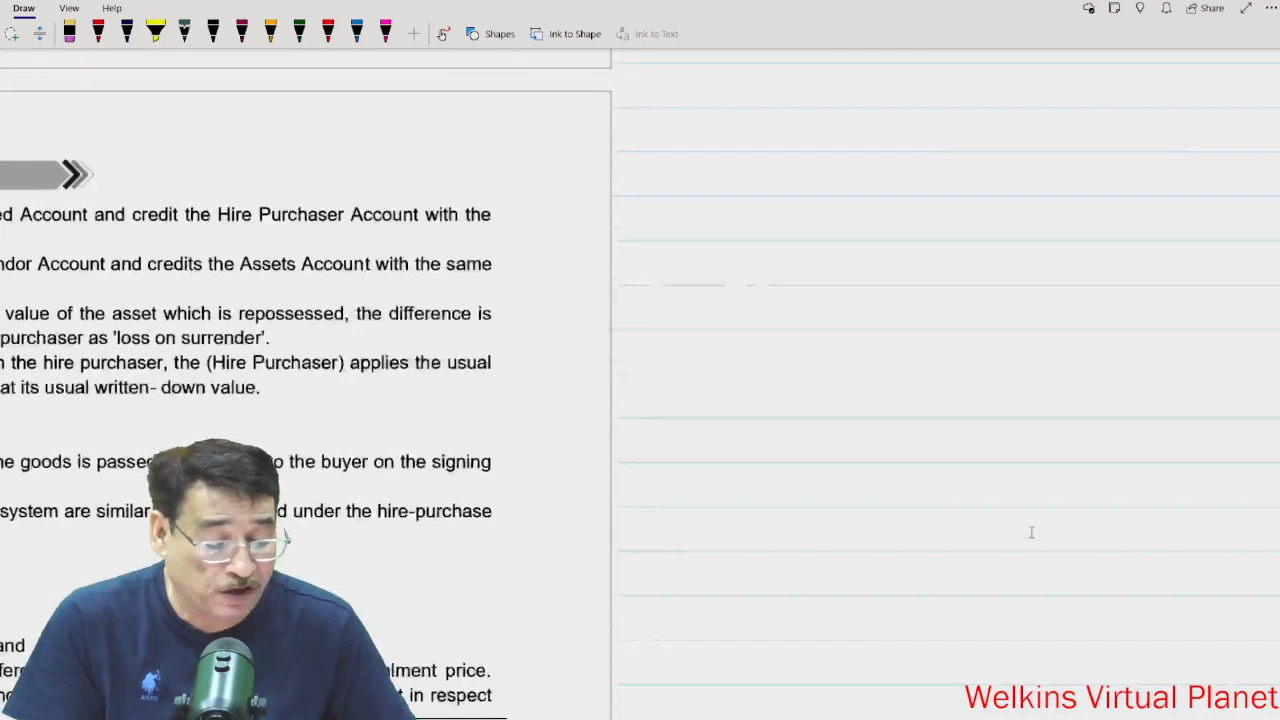 Draw View Help Share
Shapes Ink to Shape Ink to Text
Account and credit the Hire Purchaser Account with the
Account and credits the Assets Account with the same
value of the asset which is repossessed, the difference is
purchaser as 'loss on surrender'.
the hire purchaser, the (Hire Purchaser) applies the usual
at its usual written- down value.
goods is to the buyer on the signing
system are similar under the hire-purchase
and
price.
in respect
Welkins Virtual Planet